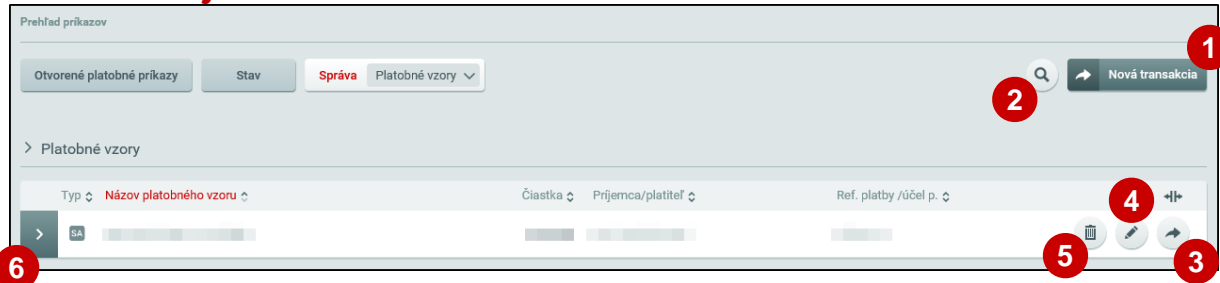 Prehľad príkazov
1
Otvorené platobné príkazy Stav Správa Platobné vzory Nová transakcia
2
Platobné vzory
Typ Názov platobného vzoru Čiastka Príjemca/platiteľ Ref. platby /účel p.
4
SA
5
3
6